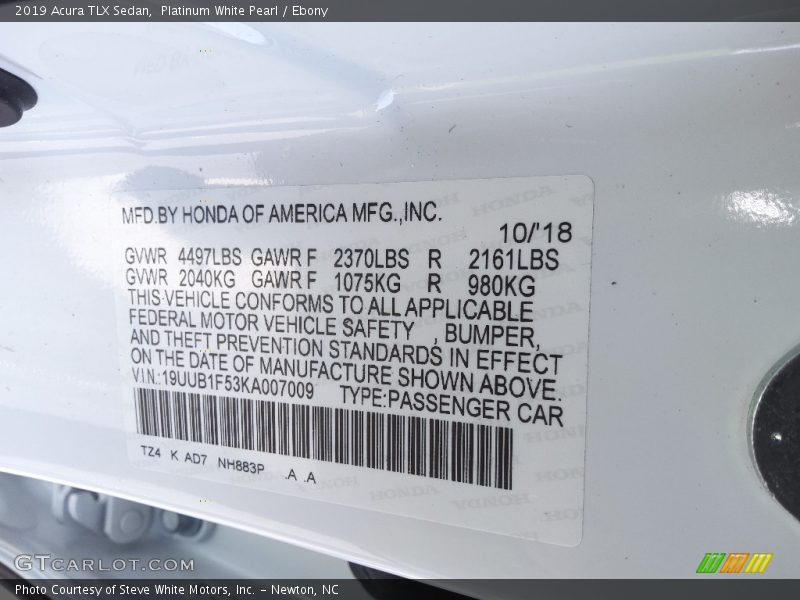 2019 Acura TLX Sedan,  Platinum White Pearl / Ebony
MFD.BY HONDA OF AMERICA MFG.,INC.
10/'18
GVWR 4497LBS GAWR F 2370LBS R 2161LBS
GVWR 2040KG GAWR F 1075KG R 980KG
THIS VEHICLE CONFORMS TO ALL APPLICABLE
FEDERAL MOTOR VEHICLE SAFETY , BUMPER,
AND THEFT PREVENTION STANDARDS IN EFFECT
ON THE DATE OF MANUFACTURE SHOWN ABOVE.
V.I.N.:19UUB1F53KA007009 TYPE:PASSENGER CAR
TZ4 K AD7 NH883P .A .A
HONDA HONDA
GTCARLOT.COM
Photo Courtesy of Steve White Motors, Inc. – Newton, NC